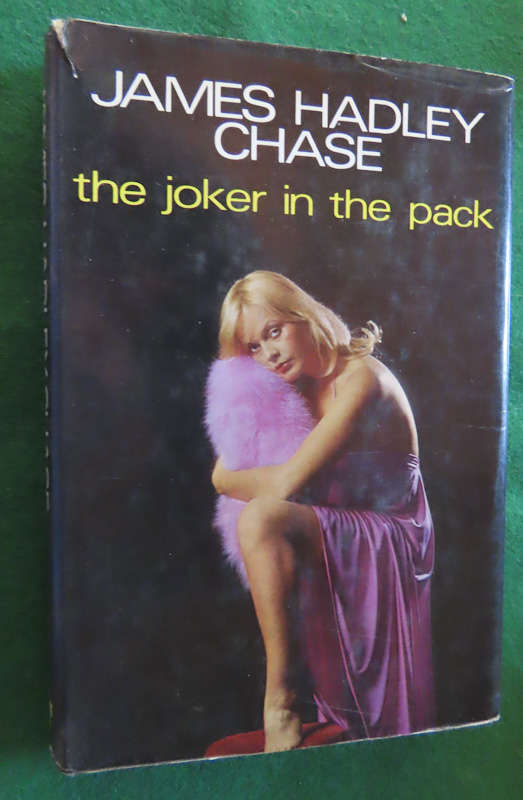 JAMES HADLEY
CHASE
the joker in the pack